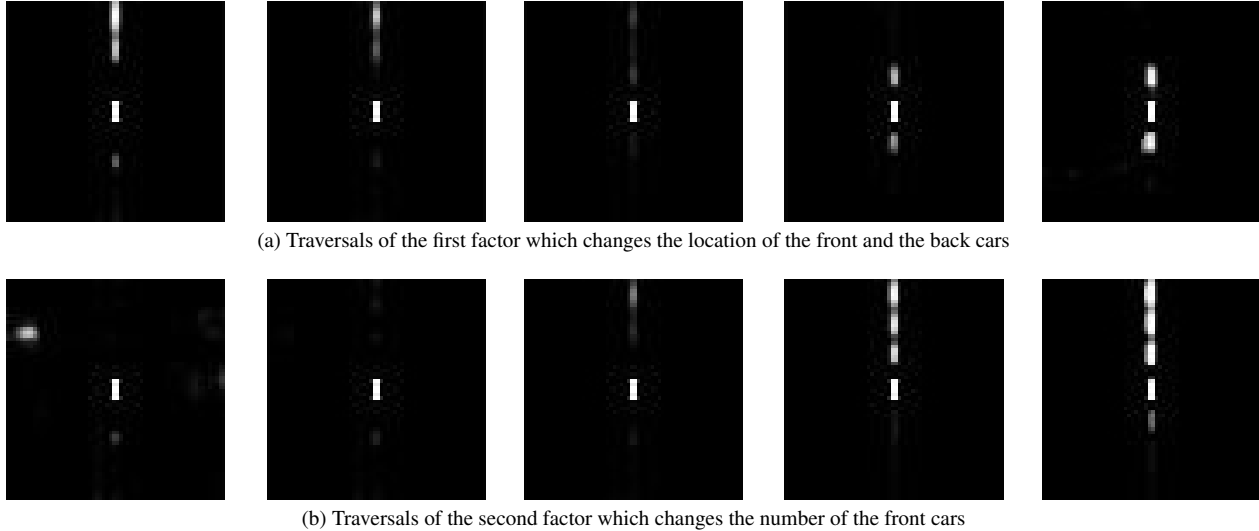 (a) Traversals of the first factor which changes the location of the front and the back cars
(b) Traversals of the second factor which changes the number of the front cars